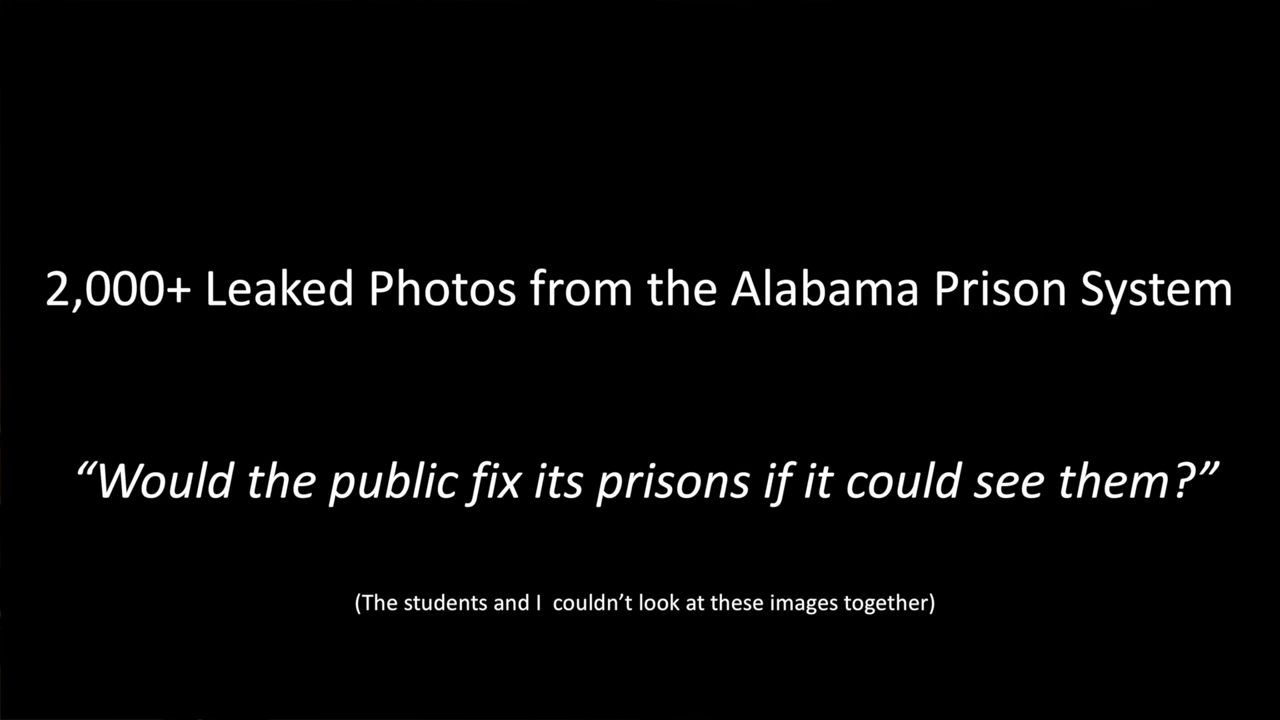 2,000+ Leaked Photos from the Alabama Prison System
“Would the public fix its prisons if it could see them?”
(The students and I  couldn’t look at these images together)